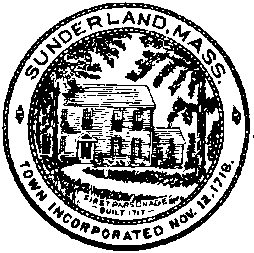 SUNDERLAND, MASS.
FIRST PARSONAGE
BUILT 1717
TOWN INCORPORATED NOV. 12, 1718.